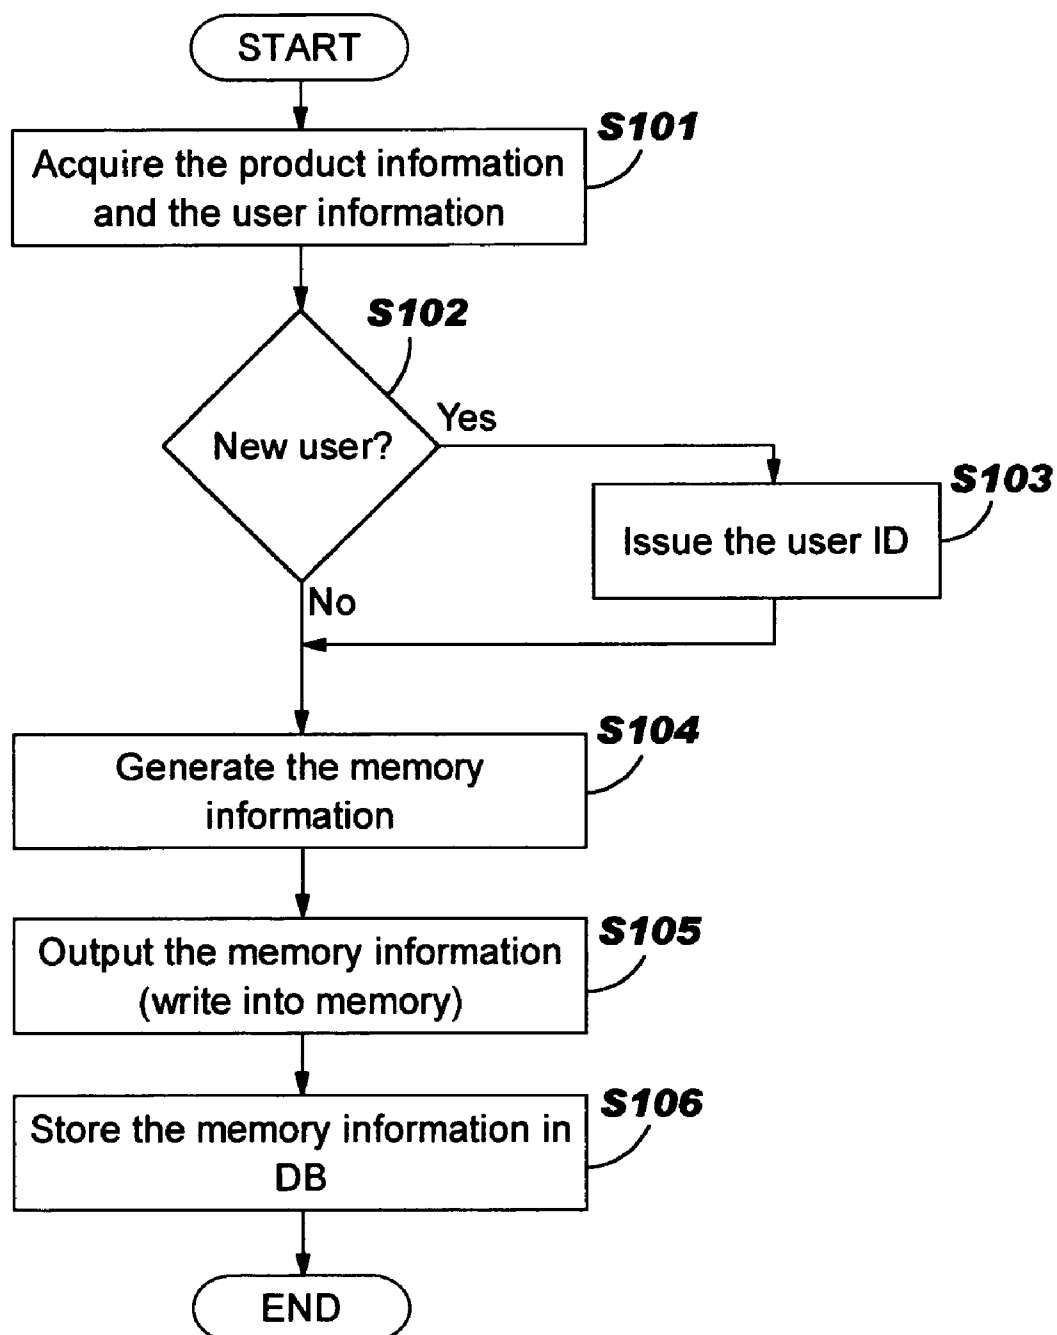 START
S101
Acquire the product information
and the user information
S102
New user?
Yes
S103
Issue the user ID
No
S104
Generate the memory
information
S105
Output the memory information
(write into memory)
S106
Store the memory information in
DB
END